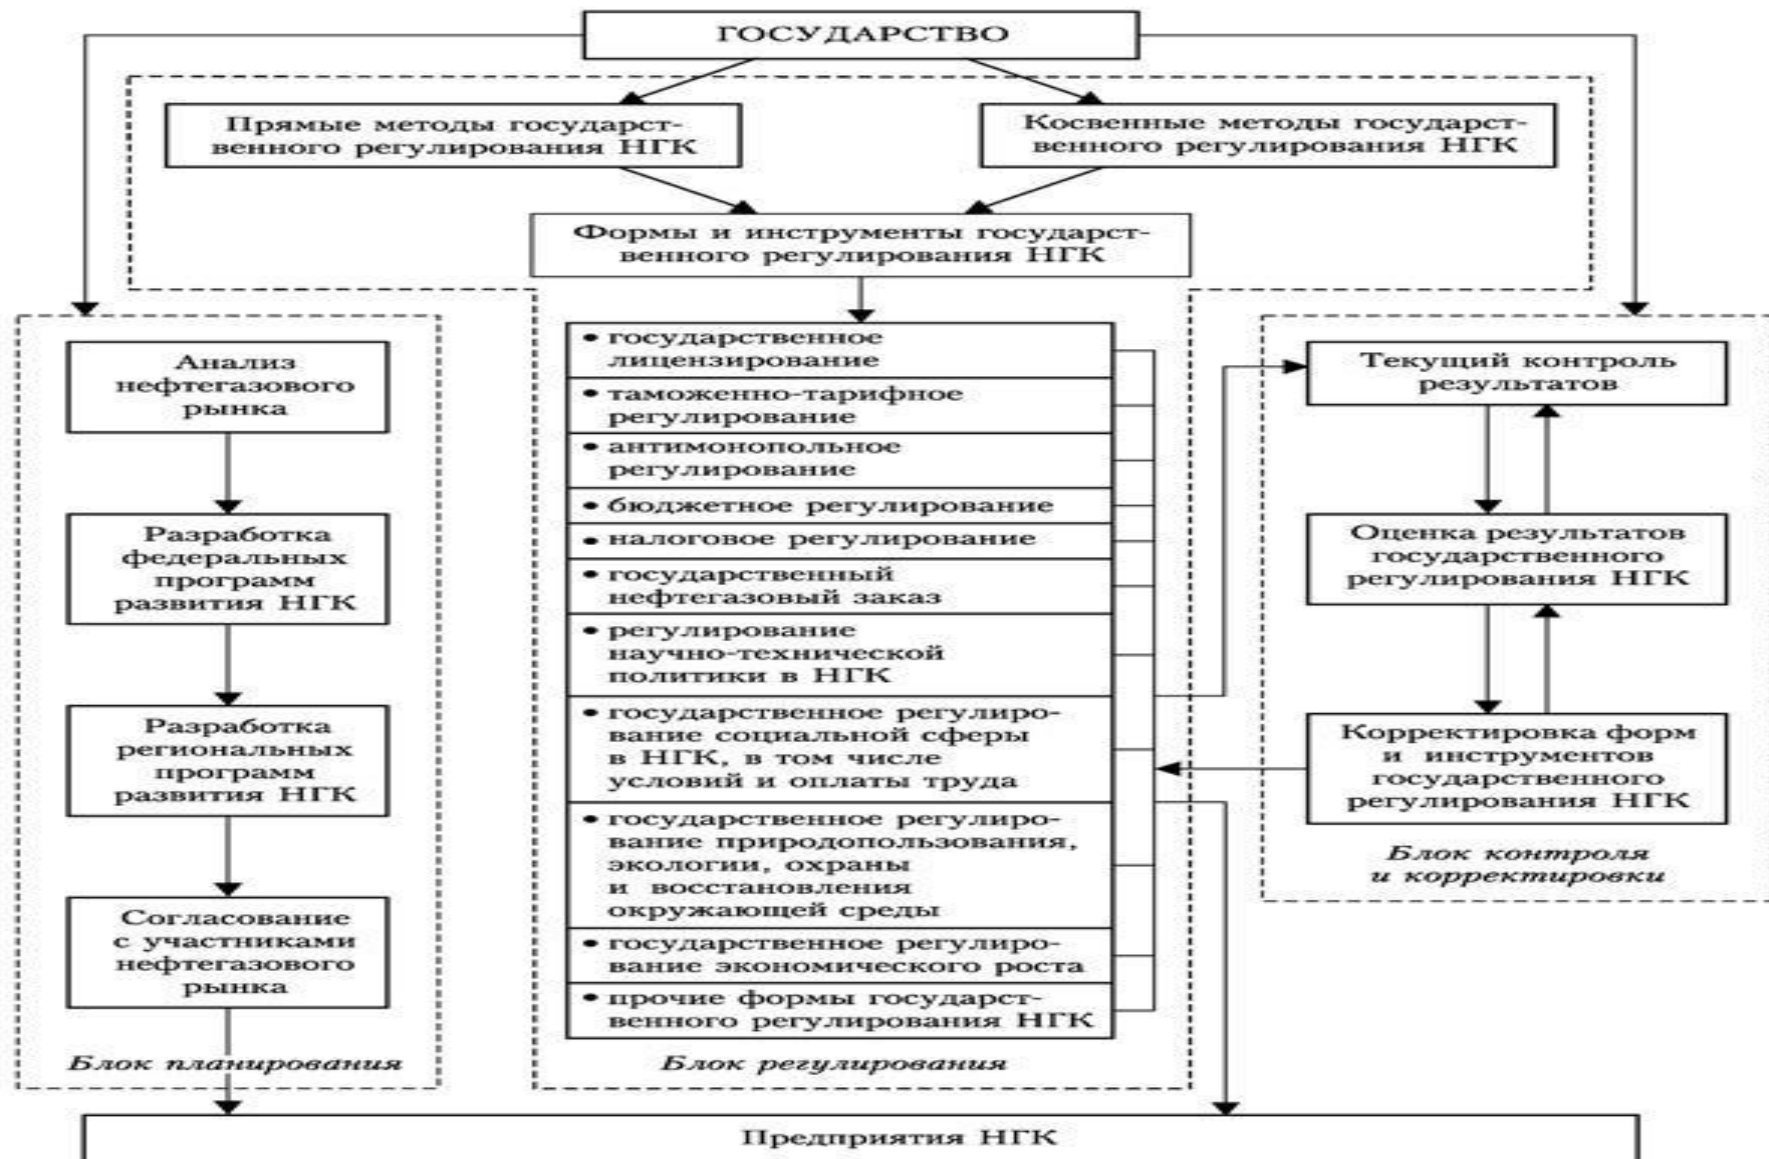 ГОСУДАРСТВО
Прямые методы государст-
венного регулирования НГК
Косвенные методы государст-
венного регулирования НГК
Формы и инструменты государст-
венного регулирования НГК
Анализ
нефтегазового
рынка
Разработка
федеральных
программ
развития НГК
Разработка
региональных
программ
развития НГК
Согласование
с участниками
нефтегазового
рынка
Блок планирования
• государственное
лицензирование
• таможенно-тарифное
регулирование
• антимонопольное
регулирование
• бюджетное регулирование
• налоговое регулирование
• государственный
нефтегазовый заказ
• регулирование
научно-технической
политики в НГК
• государственное регулиро-
вание социальной сферы
в НГК, в том числе
условий и оплаты труда
• государственное регулиро-
вание природопользования,
экологии, охраны
и восстановления
окружающей среды
• государственное регулиро-
вание экономического роста
• прочие формы государст-
венного регулирования НГК
Блок регулирования
Текущий контроль
результатов
Оценка результатов
государственного
регулирования НГК
Корректировка форм
и инструментов
государственного
регулирования НГК
Блок контроля
и корректировки
Предприятия НГК